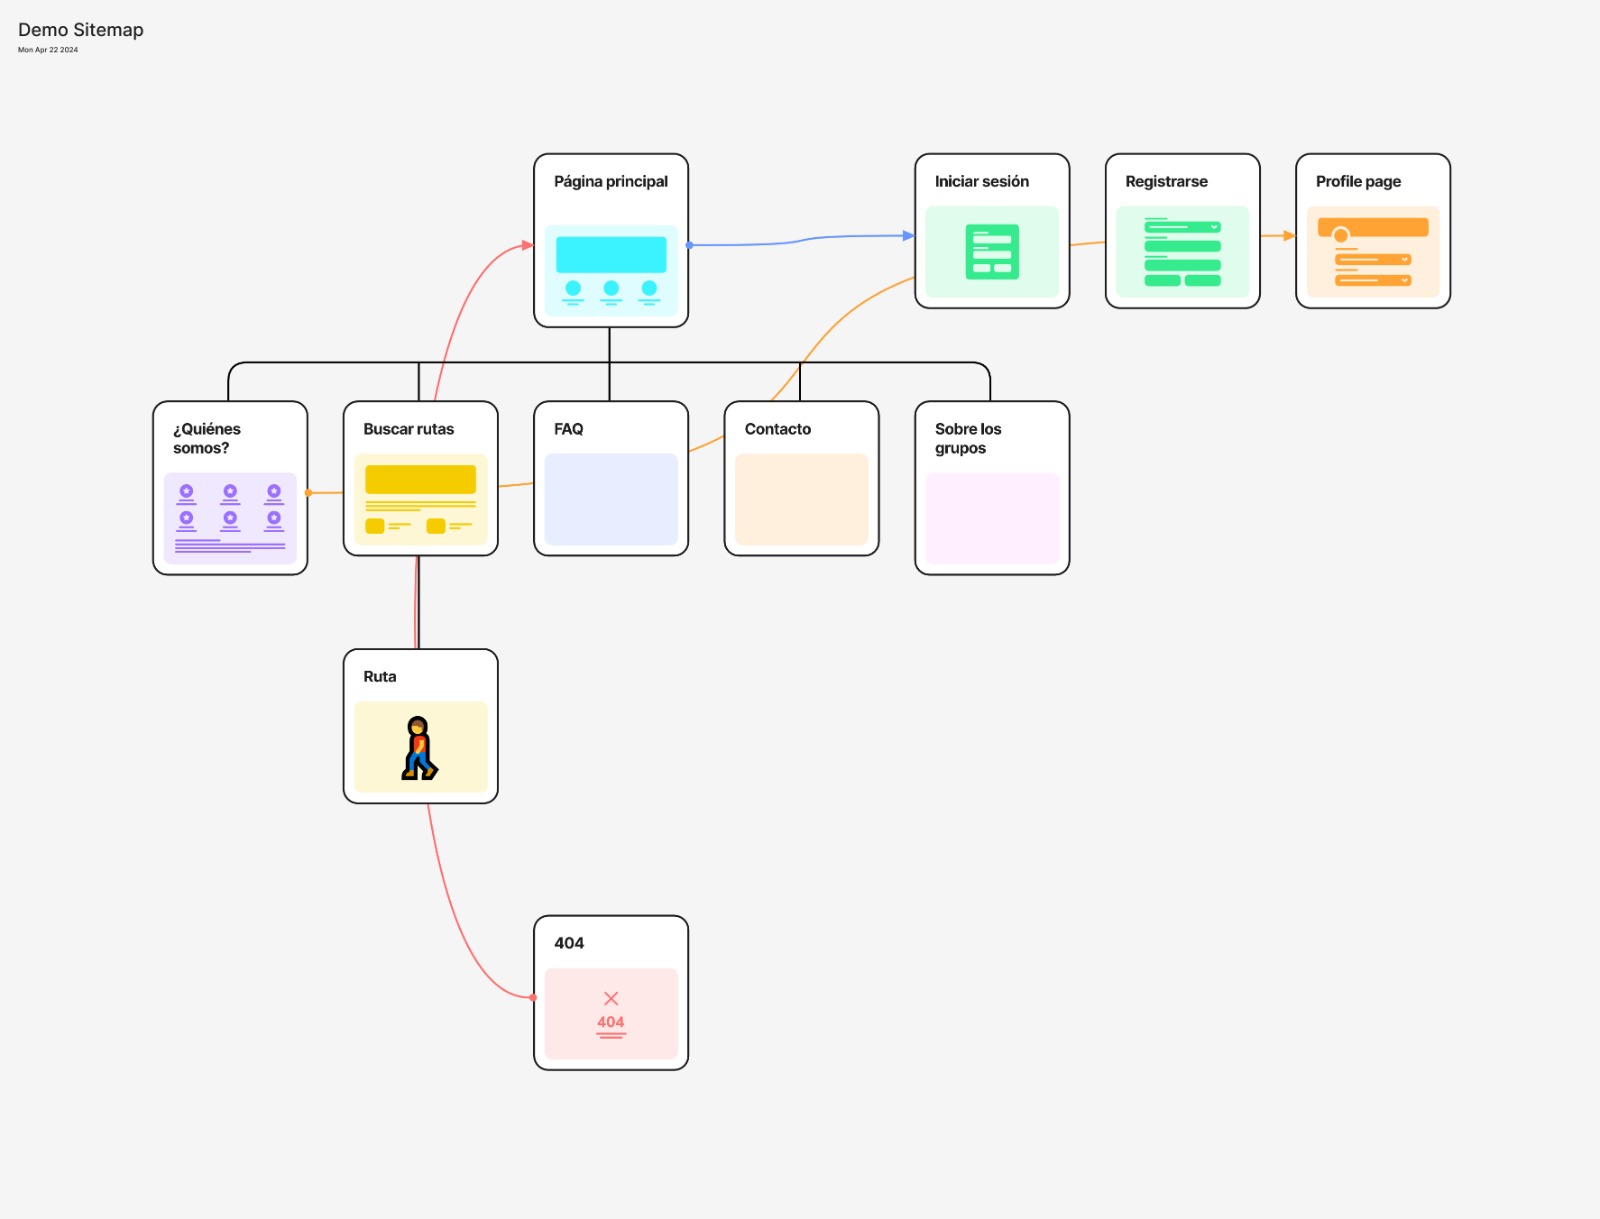 Demo Sitemap
Mon Apr 22 2024
Página principal
Iniciar sesión
Registrarse
Profile page
¿Quiénes
somos?
Buscar rutas
FAQ
Contacto
Sobre los
grupos
Ruta
404
404